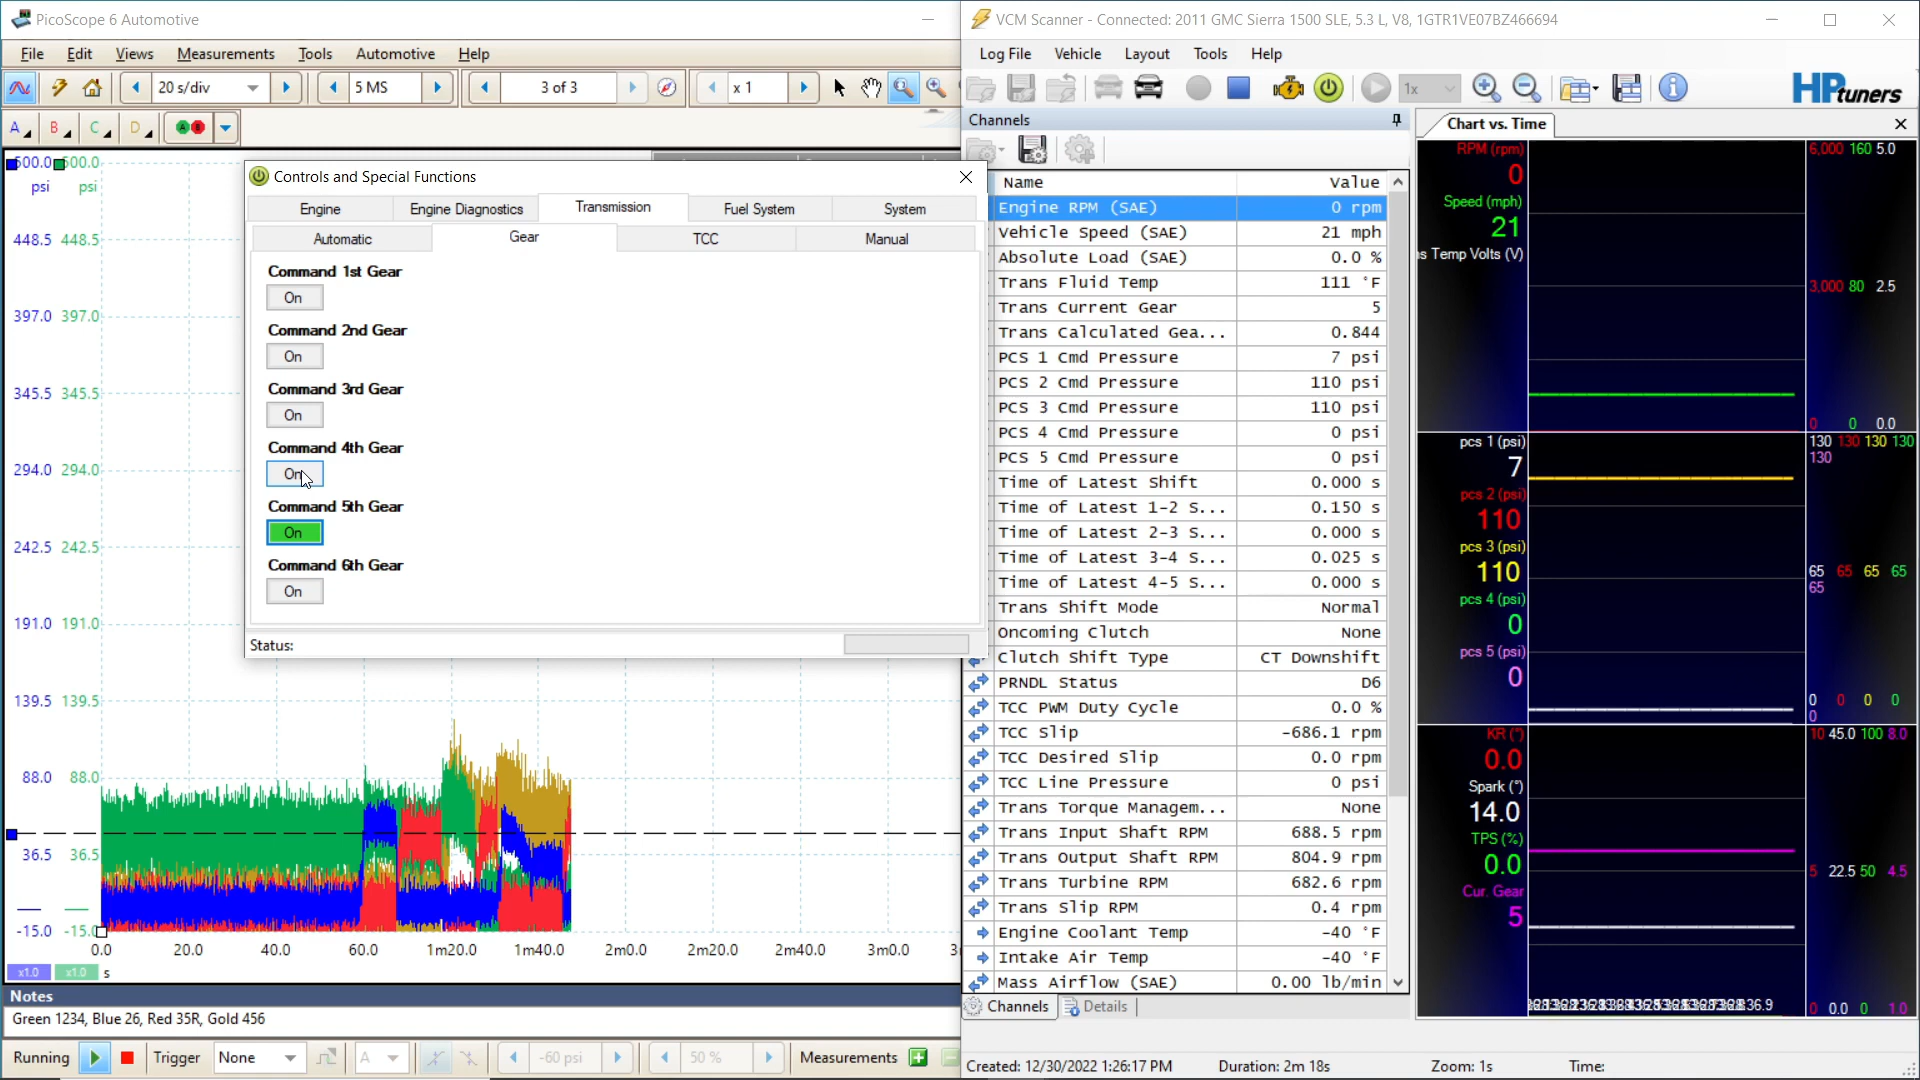 PicoScope 6 Automotive
File Edit Views Measurements Tools Automotive Help
20 s/div 5 MS 3 of 3 x 1
A B C D A B
500.0 500.0
psi psi
448.5 448.5
397.0 397.0
345.5 345.5
294.0 294.0
242.5 242.5
191.0 191.0
139.5 139.5
88.0 88.0
36.5 36.5
-15.0 -15.0
0.0 20.0 40.0 60.0 1m20.0 1m40.0 2m0.0 2m20.0 2m40.0 3m0.0 3
x1.0 x1.0 s
Notes
Green 1234, Blue 26, Red 35R, Gold 456
Running Trigger None A -60 psi 50 % Measurements
Controls and Special Functions
Engine Engine Diagnostics Transmission Fuel System System
Automatic Gear TCC Manual
Command 1st Gear
On
Command 2nd Gear
On
Command 3rd Gear
On
Command 4th Gear
On
Command 5th Gear
On
Command 6th Gear
On
Status:
VCM Scanner - Connected: 2011 GMC Sierra 1500 SLE, 5.3 L, V8, 1GTR1VE07BZ466694
Log File Vehicle Layout Tools Help
1x
HPtuners
Channels
Name Value
Engine RPM (SAE) 0 rpm
Vehicle Speed (SAE) 21 mph
Absolute Load (SAE) 0.0 %
Trans Fluid Temp 111 °F
Trans Current Gear 5
Trans Calculated Gea... 0.844
PCS 1 Cmd Pressure 7 psi
PCS 2 Cmd Pressure 110 psi
PCS 3 Cmd Pressure 110 psi
PCS 4 Cmd Pressure 0 psi
PCS 5 Cmd Pressure 0 psi
Time of Latest Shift 0.000 s
Time of Latest 1-2 S... 0.150 s
Time of Latest 2-3 S... 0.000 s
Time of Latest 3-4 S... 0.025 s
Time of Latest 4-5 S... 0.000 s
Trans Shift Mode Normal
Oncoming Clutch None
Clutch Shift Type CT Downshift
PRNDL Status D6
TCC PWM Duty Cycle 0.0 %
TCC Slip -686.1 rpm
TCC Desired Slip 0.0 rpm
TCC Line Pressure 0 psi
Trans Torque Managem... None
Trans Input Shaft RPM 688.5 rpm
Trans Output Shaft RPM 804.9 rpm
Trans Turbine RPM 682.6 rpm
Trans Slip RPM 0.4 rpm
Engine Coolant Temp -40 °F
Intake Air Temp -40 °F
Mass Airflow (SAE) 0.00 lb/min
Channels Details
Created: 12/30/2022 1:26:17 PM Duration: 2m 18s Zoom: 1s Time:
Chart vs. Time
RPM (rpm) 6,000 160 5.0
0
Speed (mph)
21
s Temp Volts (V)
3,000 80 2.5
0 0 0.0
pcs 1 (psi) 130 130 130 130
130
7
pcs 2 (psi)
110
pcs 3 (psi)
110
65 65 65 65
65
pcs 4 (psi)
0
pcs 5 (psi)
0
0 0 0 0
0
KR (°) 10 45.0 100 8.0
0.0
Spark (°)
14.0
TPS (%)
0.0
5 22.5 50 4.5
Cur. Gear
5
0 0.0 0 1.0